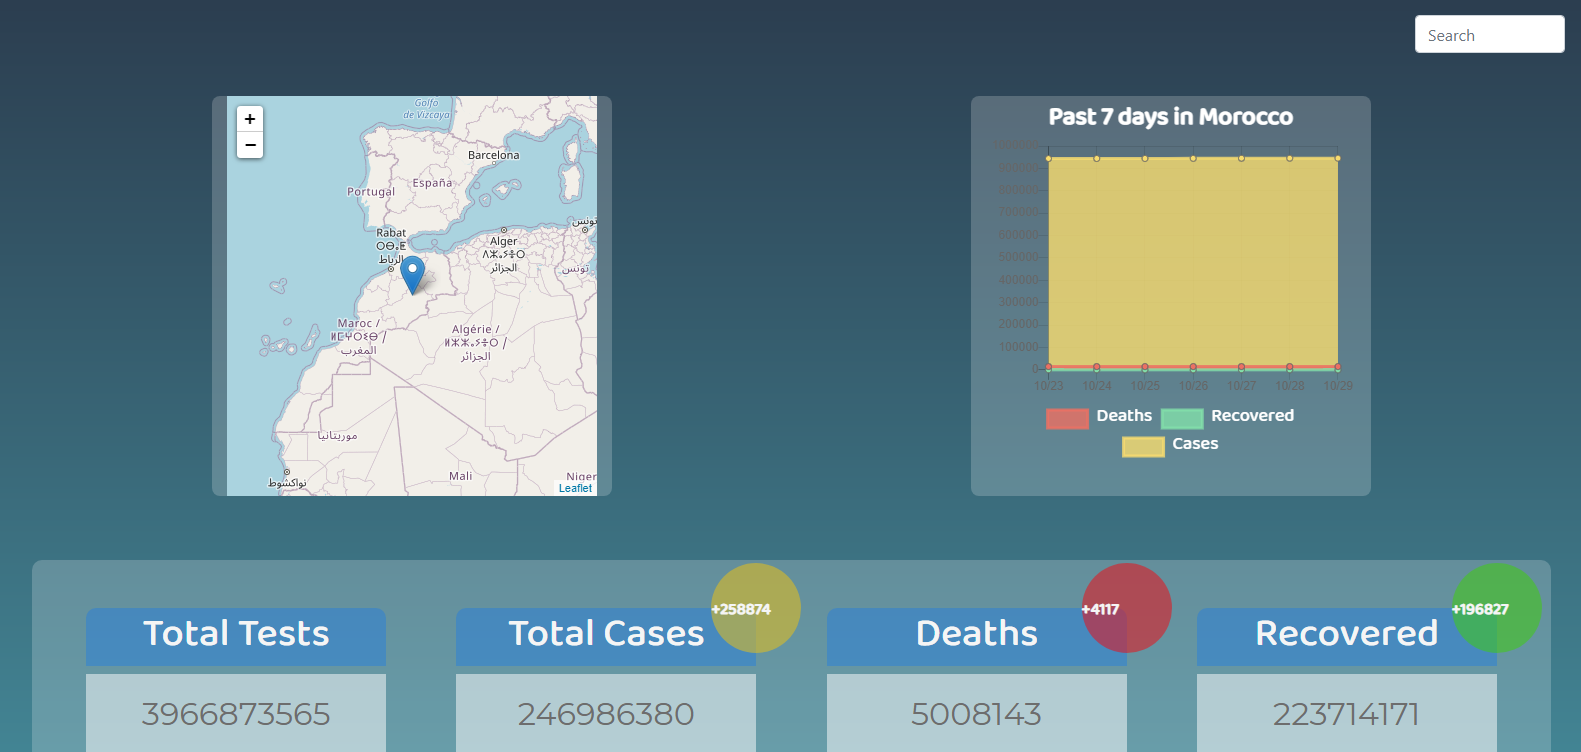 Search
+
−
Golfo
de Vizcaya
Barcelona
España
Portugal
Rabat
ⵔⴱⴰⵟ
الرباط
Alger
ⴷⵣⴰⵢⴻⵔ
الجزائر
تونس
تونس
Maroc /
ⵍⵎⵖⵔⵉⴱ /
المغرب
Algérie /
ⵍⵣⵣⴰⵢⴻⵔ /
الجزائر
موريتانيا
نواكشوط
Mali
Niger
Leaflet
Past 7 days in Morocco
900000
800000
700000
600000
500000
400000
300000
200000
100000
0
10/23 10/24 10/25 10/26 10/27 10/28 10/29
Deaths Recovered
Cases
Total Tests
3966873565
Total Cases
+258874
246986380
Deaths
+4117
5008143
Recovered
+196827
223714171